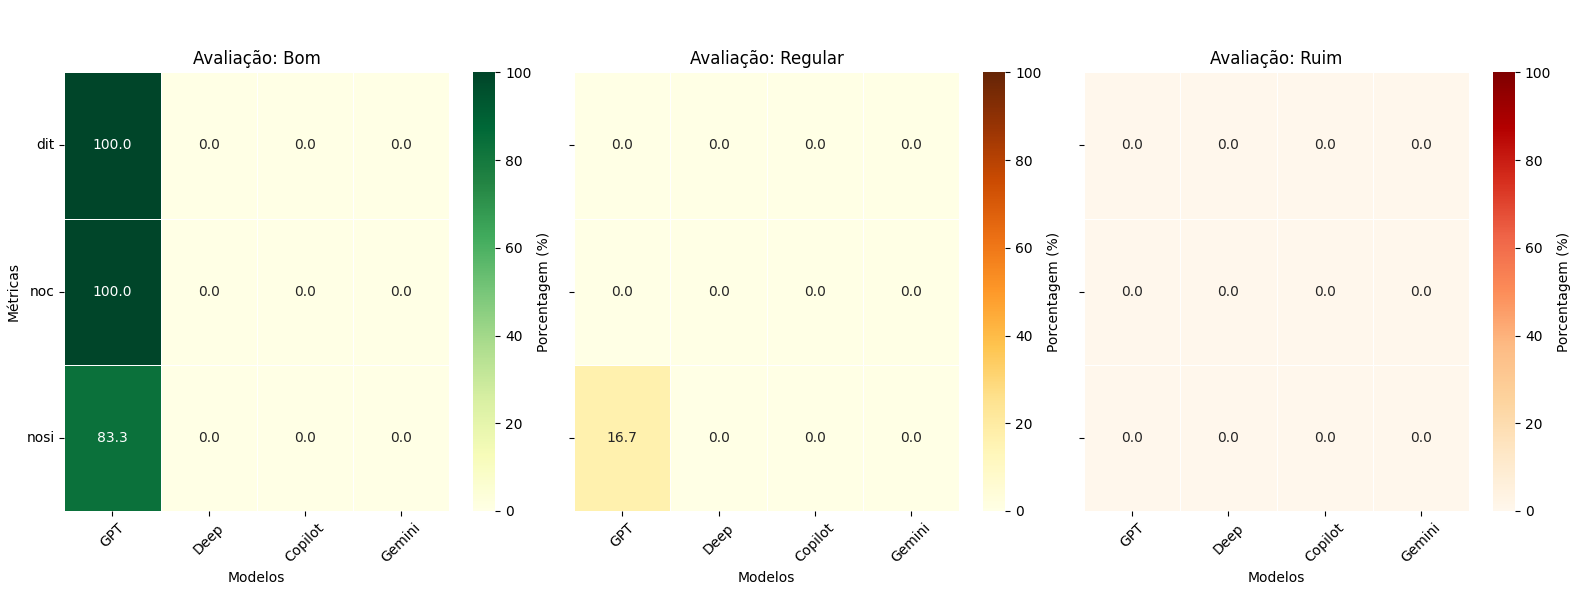 Avaliação: Bom
Métricas
dit
noc
nosi
100.0 0.0 0.0 0.0
100.0 0.0 0.0 0.0
83.3 0.0 0.0 0.0
GPT Deep Copilot Gemini
Modelos
100
80
60
40
20
0
Porcentagem (%)
Avaliação: Regular
0.0 0.0 0.0 0.0
0.0 0.0 0.0 0.0
16.7 0.0 0.0 0.0
GPT Deep Copilot Gemini
Modelos
100
80
60
40
20
0
Porcentagem (%)
Avaliação: Ruim
0.0 0.0 0.0 0.0
0.0 0.0 0.0 0.0
0.0 0.0 0.0 0.0
GPT Deep Copilot Gemini
Modelos
100
80
60
40
20
0
Porcentagem (%)